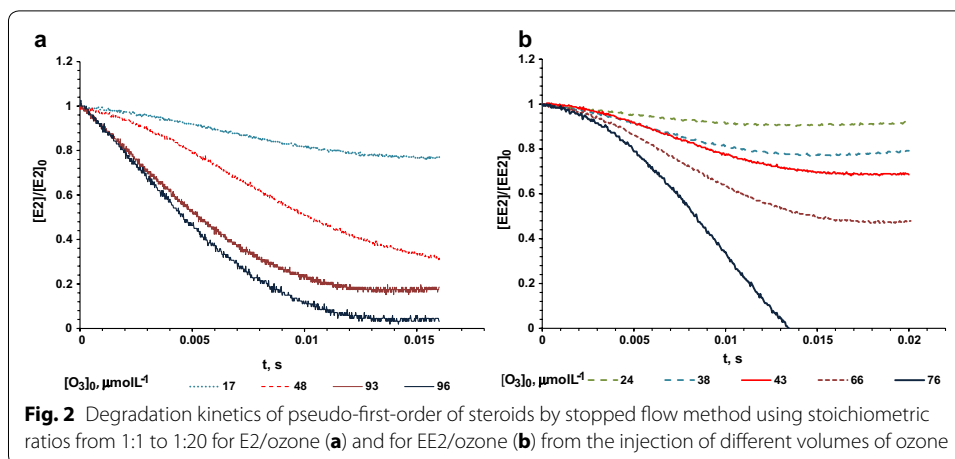 a
b
1.2
1
0.8
0.6
0.4
0.2
0
[E2]/[EE2]0
0
0.005
0.01
0.015
t, s
1.2
1
0.8
0.6
0.4
0.2
0
[EE2]/[EE2]0
0
0.005
0.01
0.015
0.02
t, s
[O3]0, µmolL-1 17 48 93 96
[O3]0, µmolL-1 24 38 43 66 76
Fig. 2 Degradation kinetics of pseudo-first-order of steroids by stopped flow method using stoichiometric
ratios from 1:1 to 1:20 for E2/ozone (a) and for EE2/ozone (b) from the injection of different volumes of ozone